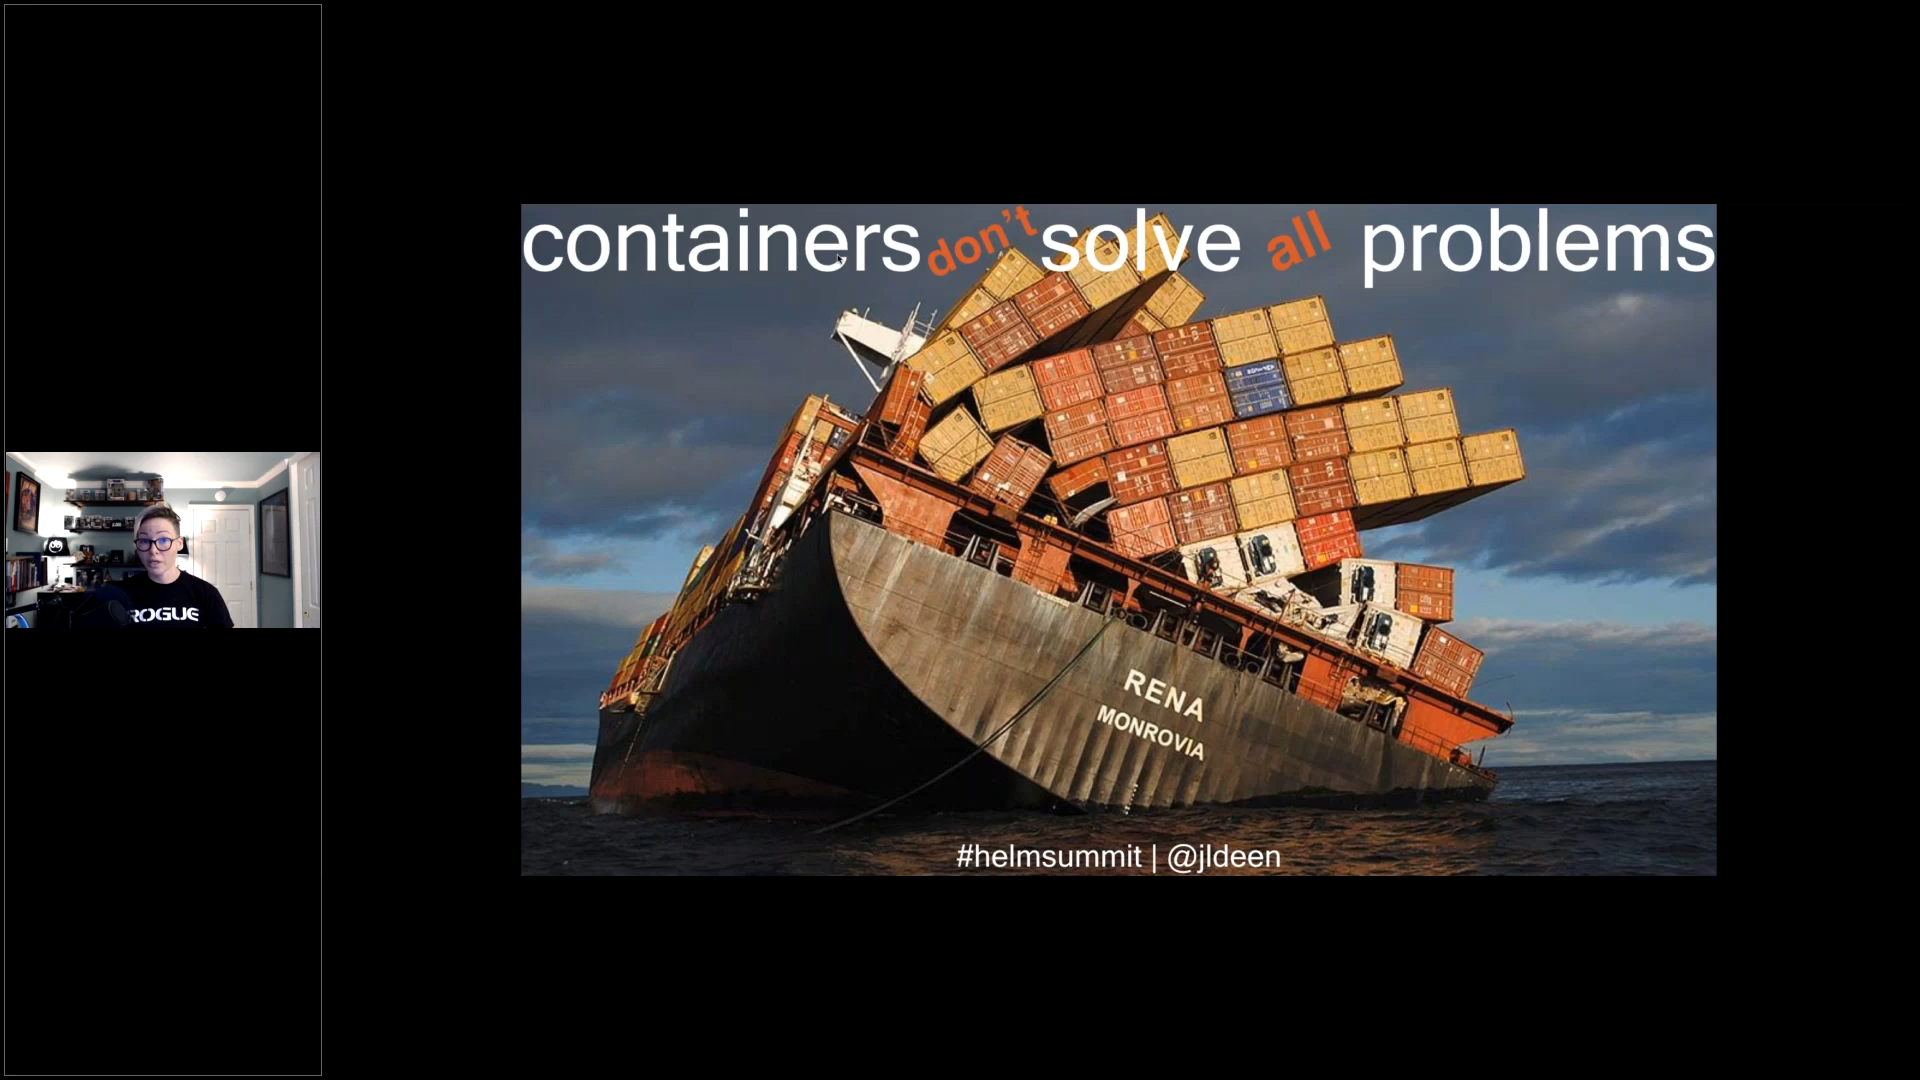 containers don't solve all problems
RENA
MONROVIA
#helmsummit | @jldeen
ROGUE